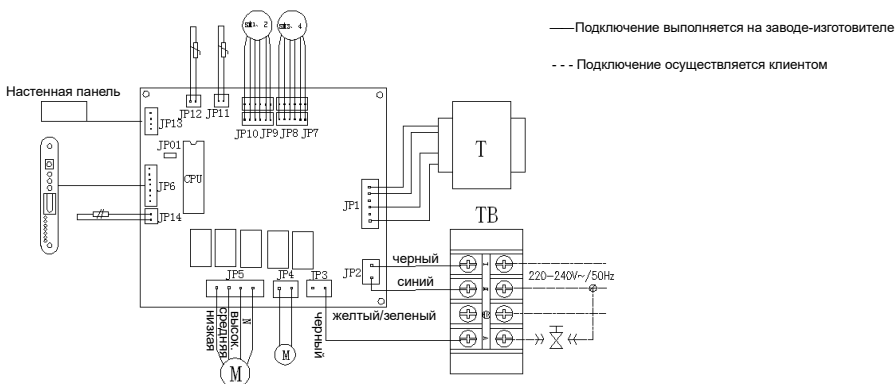 Подключение выполняется на заводе-изготовителе
Подключение осуществляется клиентом
Настенная панель
JP12
JP11
JP10
JP9
JP8
JP7
JP13
JP01
CPU
JP6
JP14
JP1
T
TB
JP5
JP4
JP3
JP2
черный
синий
220-240V~/50Hz
желтый/зеленый
низкая
средняя
высок.
N
черный
M
M